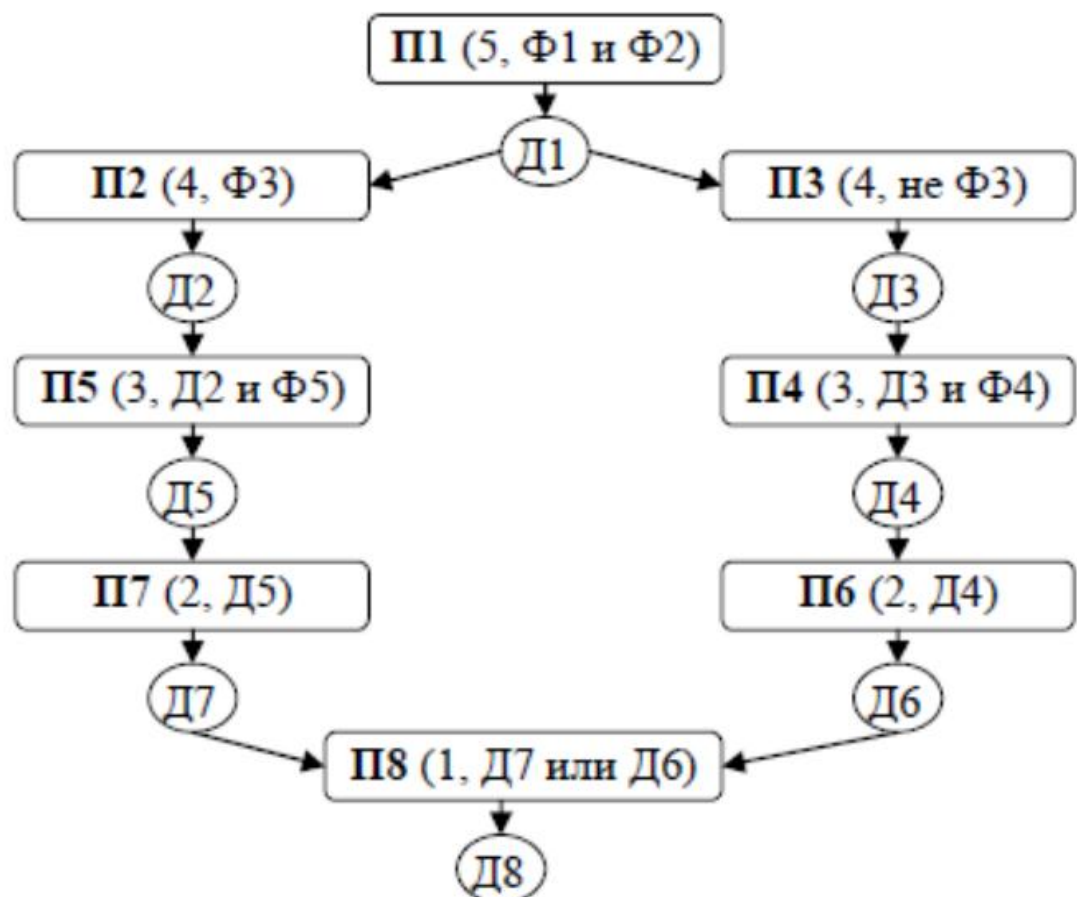 П1 (5, Ф1 и Ф2)
Д1
П2 (4, Ф3)
П3 (4, не Ф3)
Д2
Д3
П5 (3, Д2 и Ф5)
П4 (3, Д3 и Ф4)
Д5
Д4
П7 (2, Д5)
П6 (2, Д4)
Д7
Д6
П8 (1, Д7 или Д6)
Д8